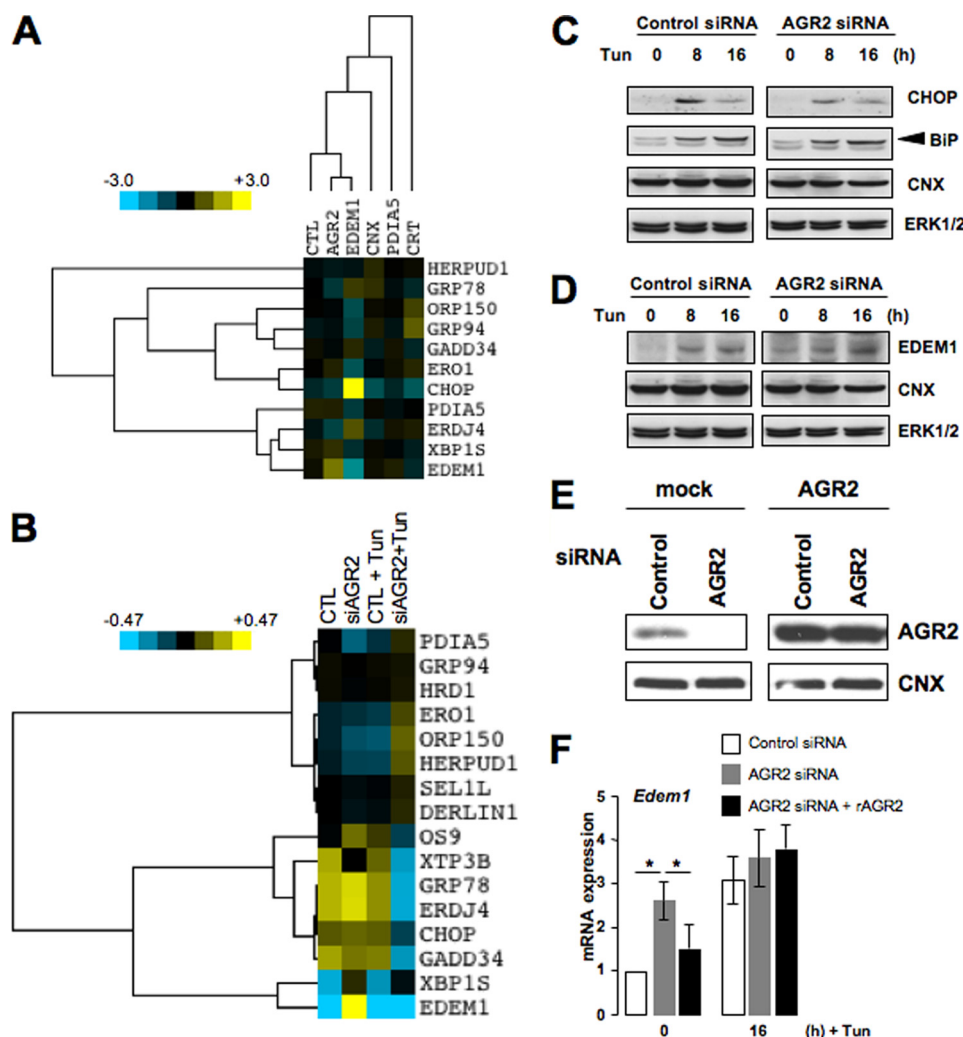 A
-3.0 +3.0
CTL
AGR2
EDEM1
CNX
PDIA5
CRT
HERPUD1
GRP78
ORP150
GRP94
GADD34
ERO1
CHOP
PDIA5
ERDJ4
XBP1S
EDEM1
B
-0.47 +0.47
CTL
siAGR2
CTL + Tun
siAGR2+Tun
PDIA5
GRP94
HRD1
ERO1
ORP150
HERPUD1
SEL1L
DERLIN1
OS9
XTP3B
GRP78
ERDJ4
CHOP
GADD34
XBP1S
EDEM1
C
Control siRNA AGR2 siRNA
Tun 0 8 16 0 8 16 (h)
CHOP
BiP
CNX
ERK1/2
D
Control siRNA AGR2 siRNA
Tun 0 8 16 0 8 16 (h)
EDEM1
CNX
ERK1/2
E
mock AGR2
siRNA Control AGR2 Control AGR2
AGR2
CNX
F
Control siRNA
AGR2 siRNA
AGR2 siRNA + rAGR2
Edem1
mRNA expression
5
4
3
2
1
0
* *
0 16 (h) + Tun